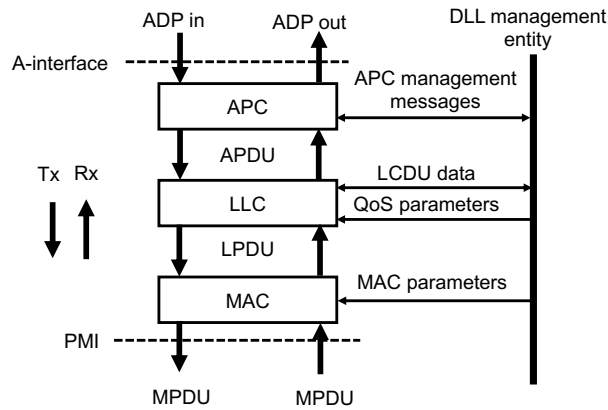 ADP in
ADP out
DLL management
entity
A-interface
APC
APC management
messages
APDU
Tx
Rx
LCDU data
LLC
QoS parameters
LPDU
MAC parameters
MAC
PMI
MPDU
MPDU